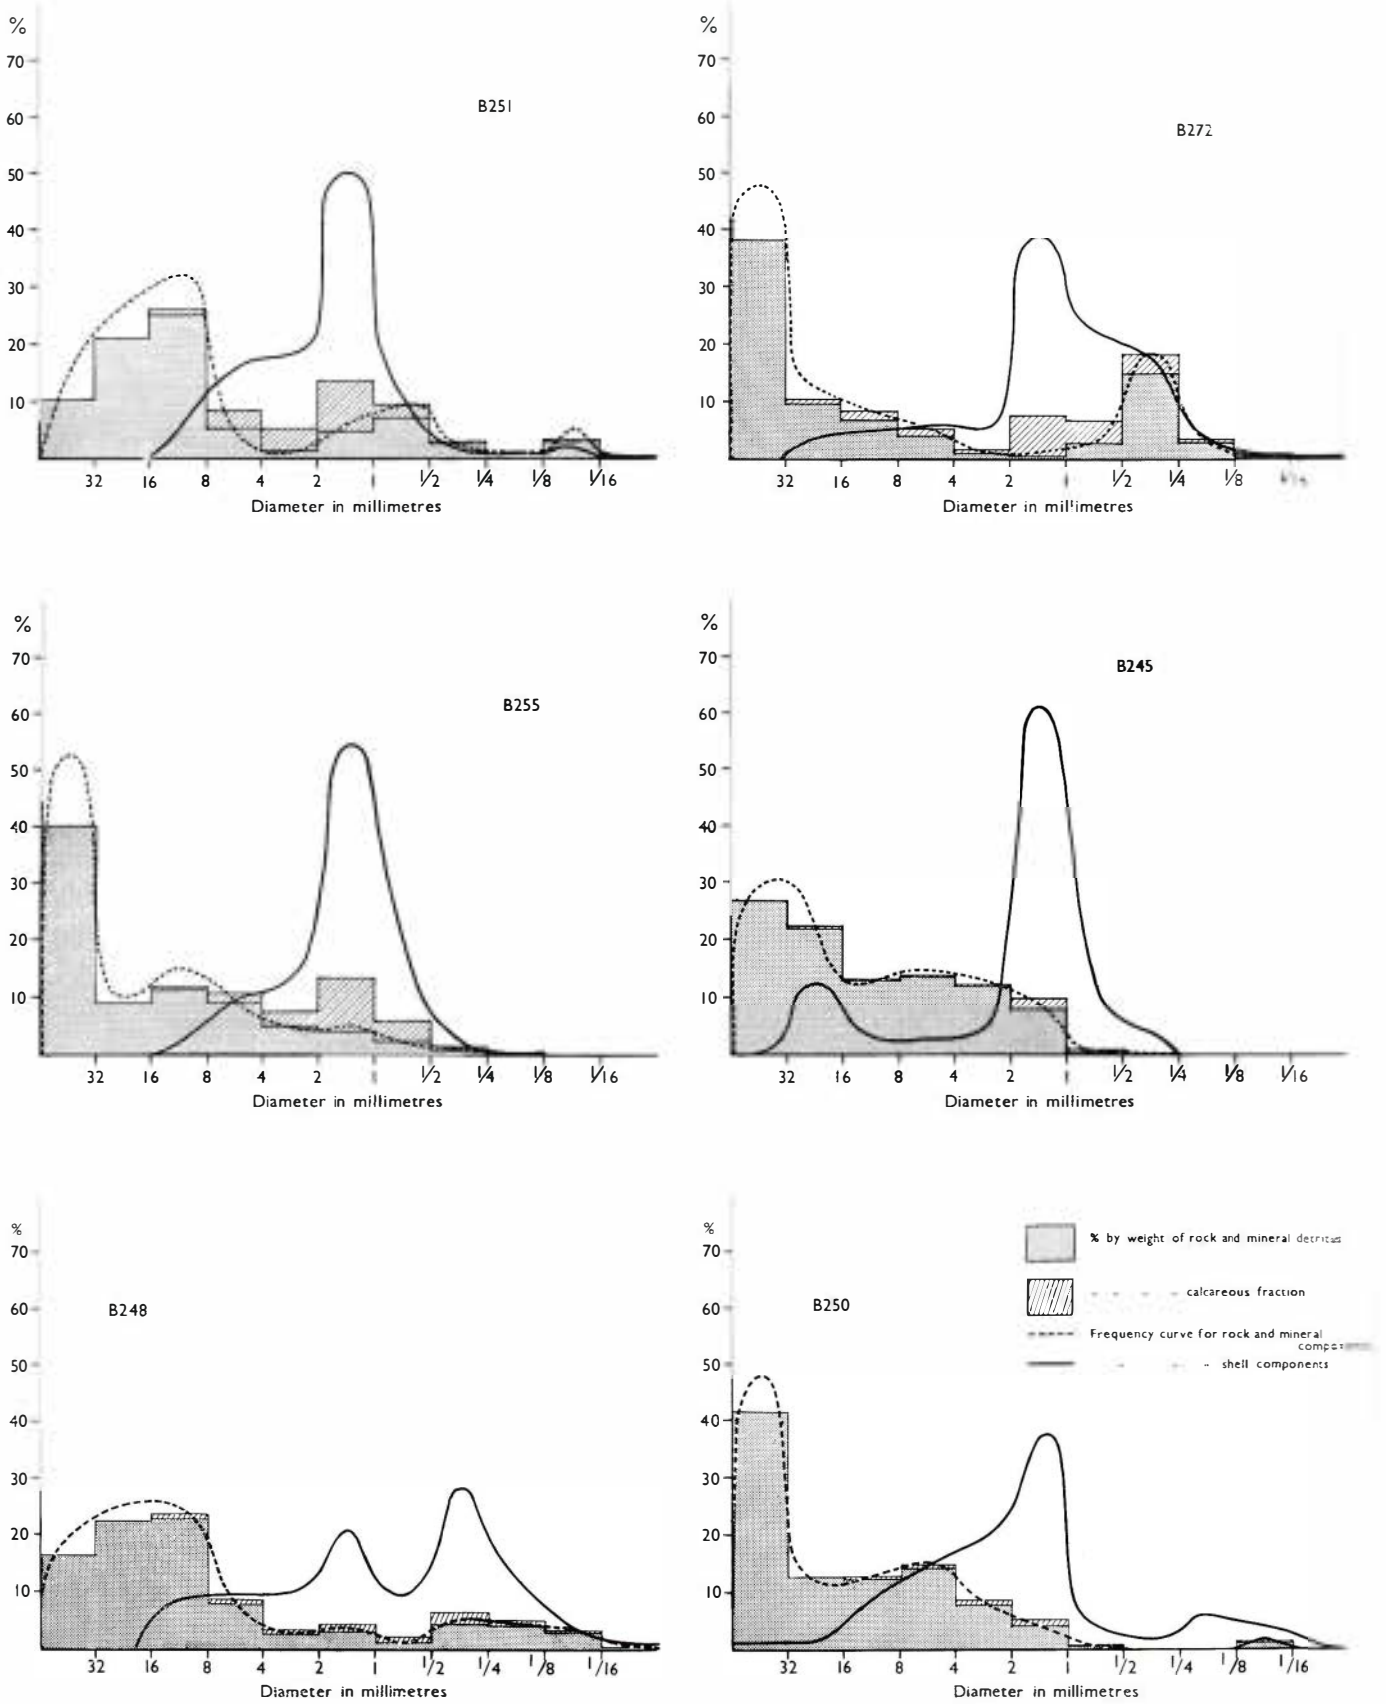 %
70
60
50
40
30
20
10
B251
32 16 8 4 2 1 1/2 1/4 1/8 1/16
Diameter in millimetres
%
70
60
50
40
30
20
10
B272
32 16 8 4 2 1/2 1/4 1/8
Diameter in millimetres
%
70
60
50
40
30
20
10
B255
32 16 8 4 2 1/2 1/4 1/8 1/16
Diameter in millimetres
%
70
60
50
40
30
20
10
B245
32 16 8 4 2 1/2 1/4 1/8 1/16
Diameter in millimetres
%
70
60
50
40
30
20
10
B248
32 16 8 4 2 1 1/2 1/4 1/8 1/16
Diameter in millimetres
%
70
60
50
40
30
20
10
B250
% by weight of rock and mineral detritus
calcareous fraction
Frequency curve for rock and mineral
shell components
32 16 8 4 2 1 1/2 1/4 1/8 1/16
Diameter in millimetres